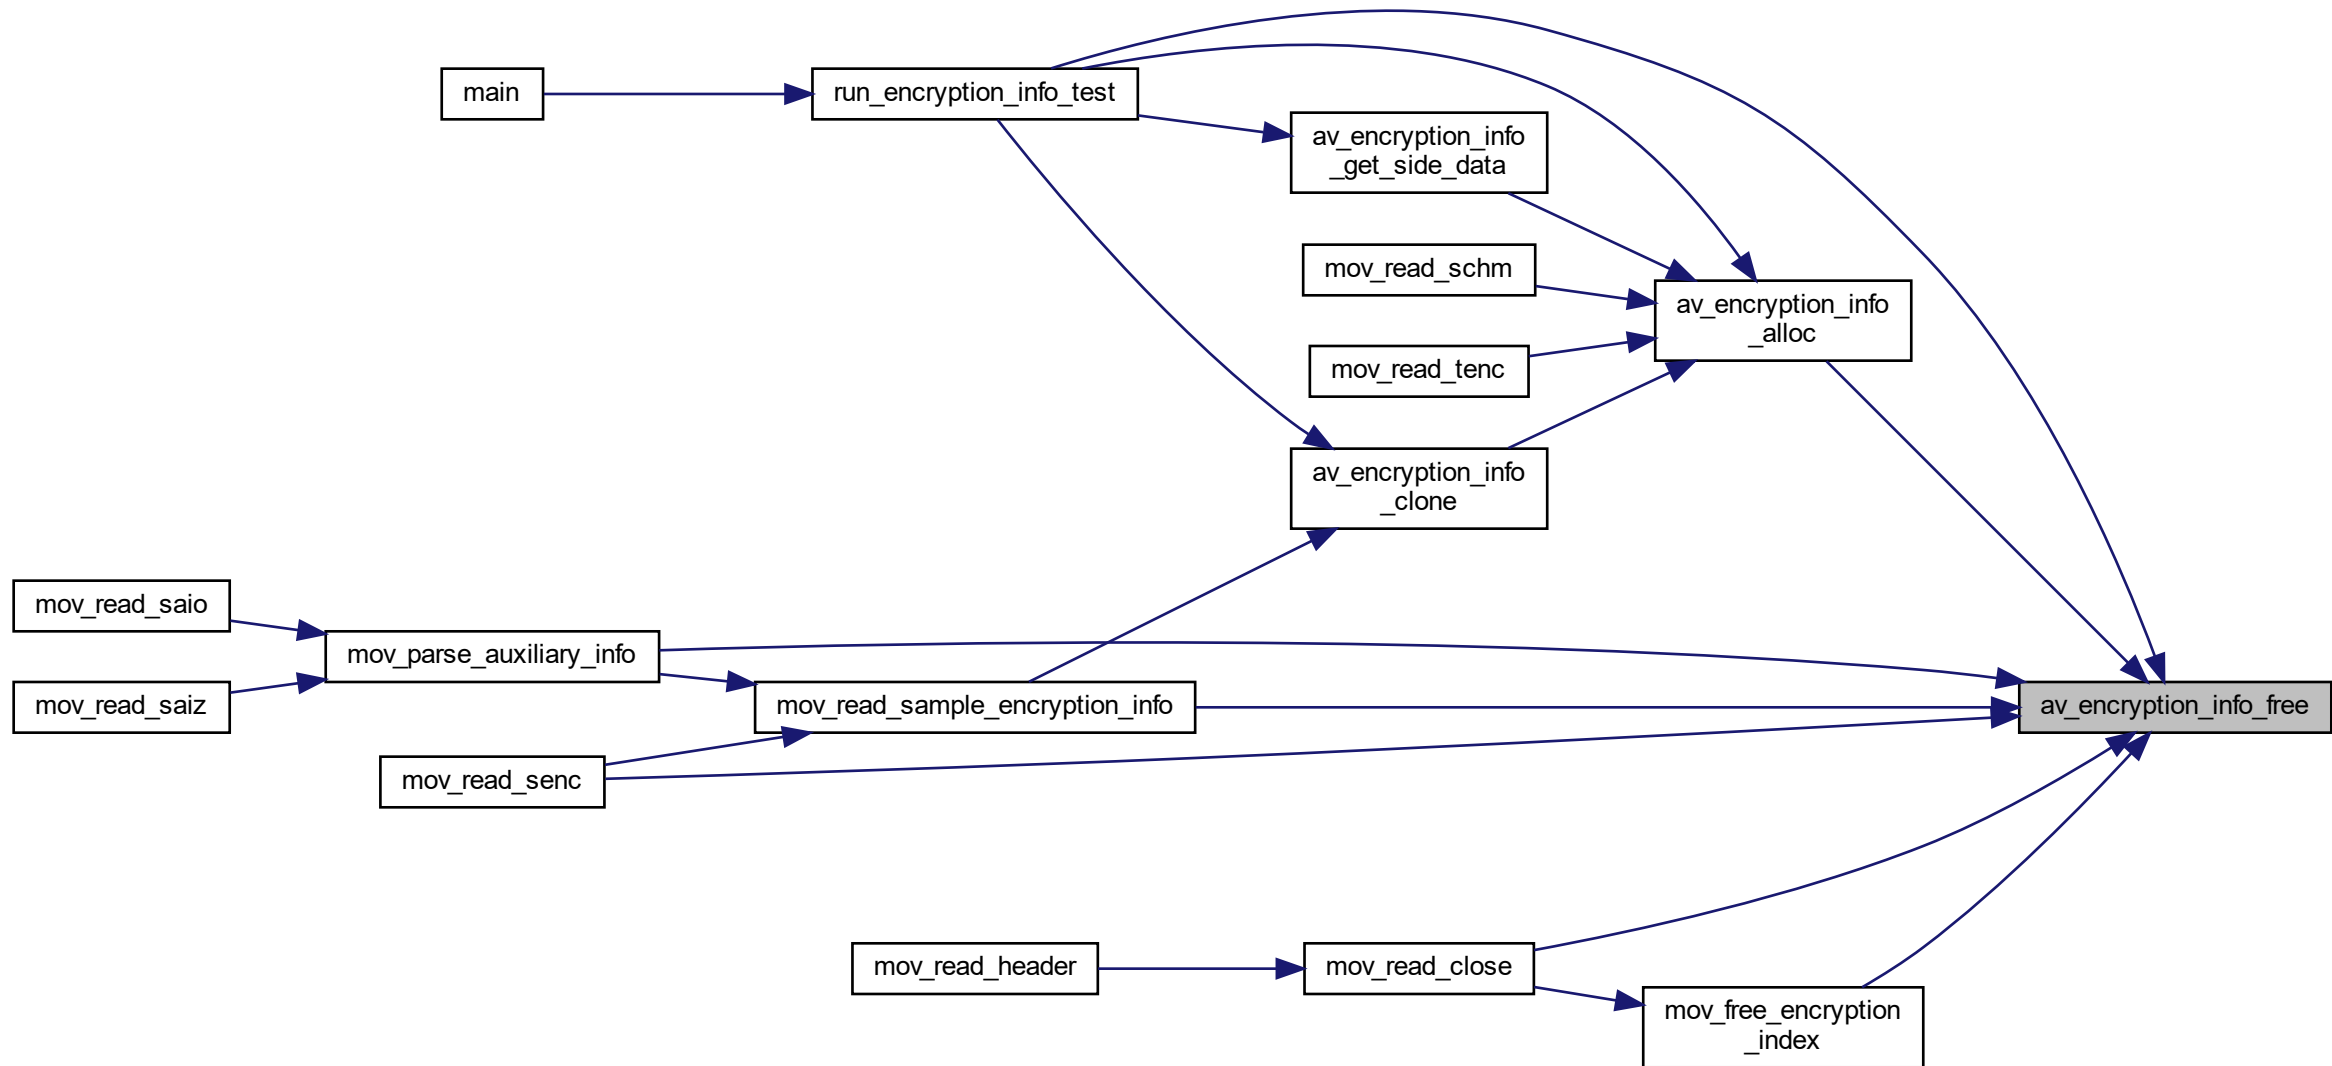 main
run_encryption_info_test
av_encryption_info
_get_side_data
mov_read_schm
av_encryption_info
_alloc
mov_read_tenc
av_encryption_info
_clone
mov_read_saio
mov_parse_auxiliary_info
mov_read_saiz
mov_read_sample_encryption_info
av_encryption_info_free
mov_read_senc
mov_read_header
mov_read_close
mov_free_encryption
_index